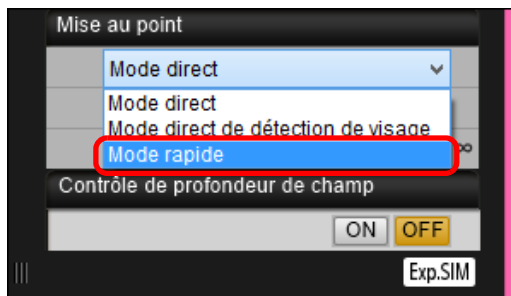 Mise au point
Mode direct
Mode direct
Mode direct de détection de visage
Mode rapide
∞
Contrôle de profondeur de champ
ON OFF
Exp.SIM